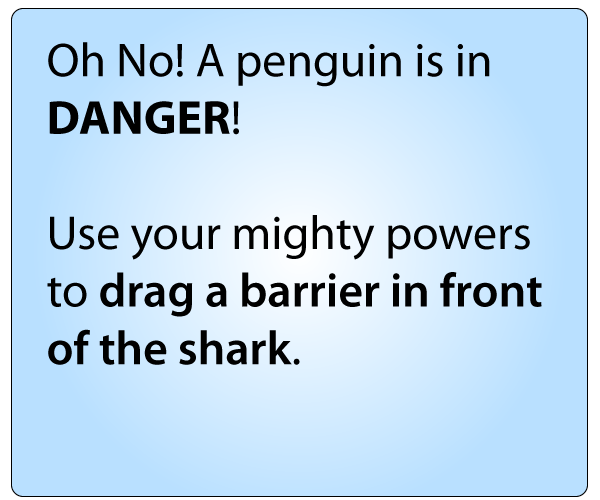 Oh No! A penguin is in
DANGER!
Use your mighty powers
to drag a barrier in front
of the shark.